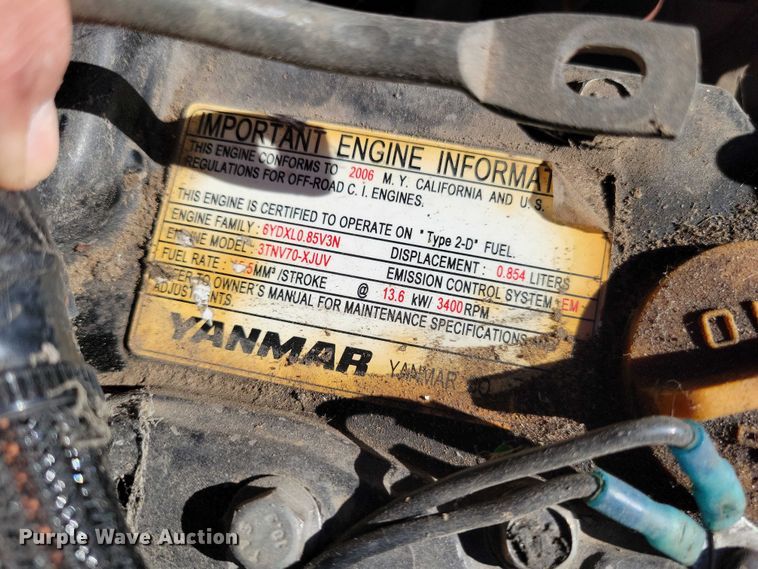 IMPORTANT ENGINE INFORMAT
THIS ENGINE CONFORMS TO 2006 M.Y. CALIFORNIA AND U.S.
REGULATIONS FOR OFF-ROAD C.I. ENGINES.
THIS ENGINE IS CERTIFIED TO OPERATE ON "Type 2-D" FUEL.
ENGINE FAMILY : 6YDXL0.85V3N DISPLACEMENT : 0.854 LITERS
ENGINE MODEL : 3TNV70-XJUV EMISSION CONTROL SYSTEM : EM
FUEL RATE : MM³/STROKE @ 13.6 kW/ 3400 RPM
REFER TO OWNER'S MANUAL FOR MAINTENANCE SPECIFICATIONS
ADJUSTMENTS.
YANMAR YANMAR
Purple Wave Auction